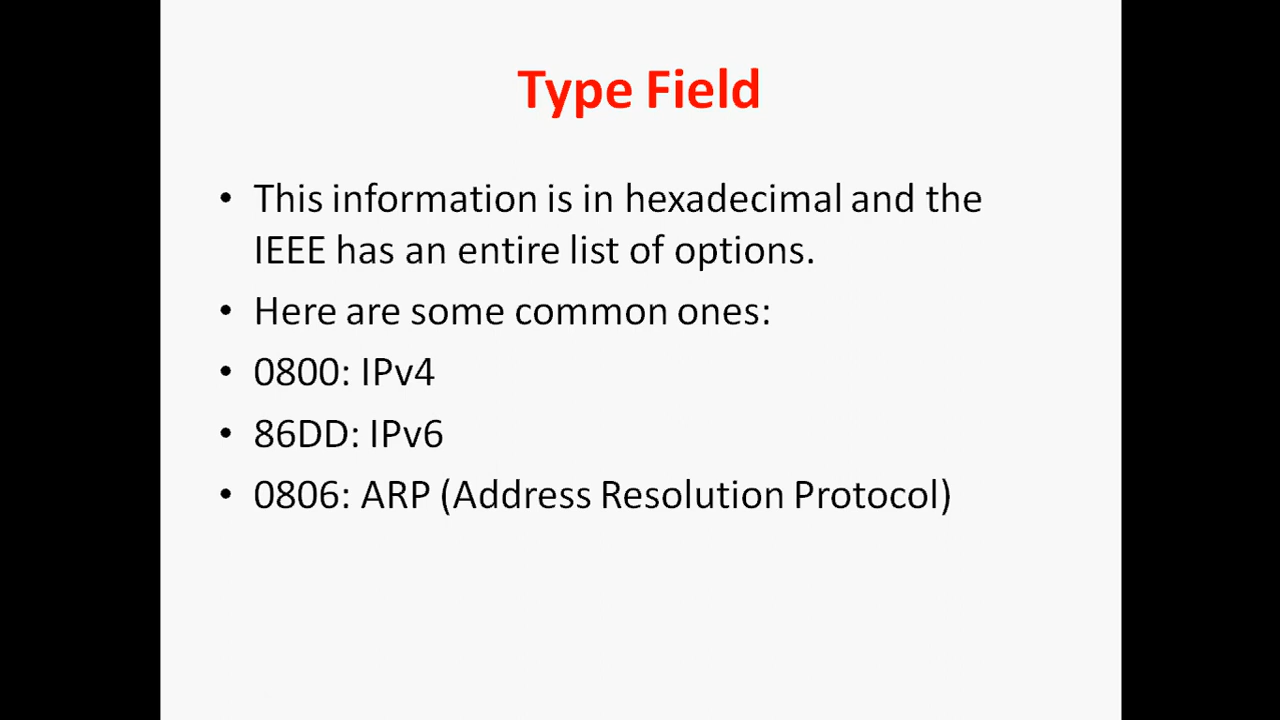 Type Field
• This information is in hexadecimal and the
IEEE has an entire list of options.
• Here are some common ones:
• 0800: IPv4
• 86DD: IPv6
• 0806: ARP (Address Resolution Protocol)